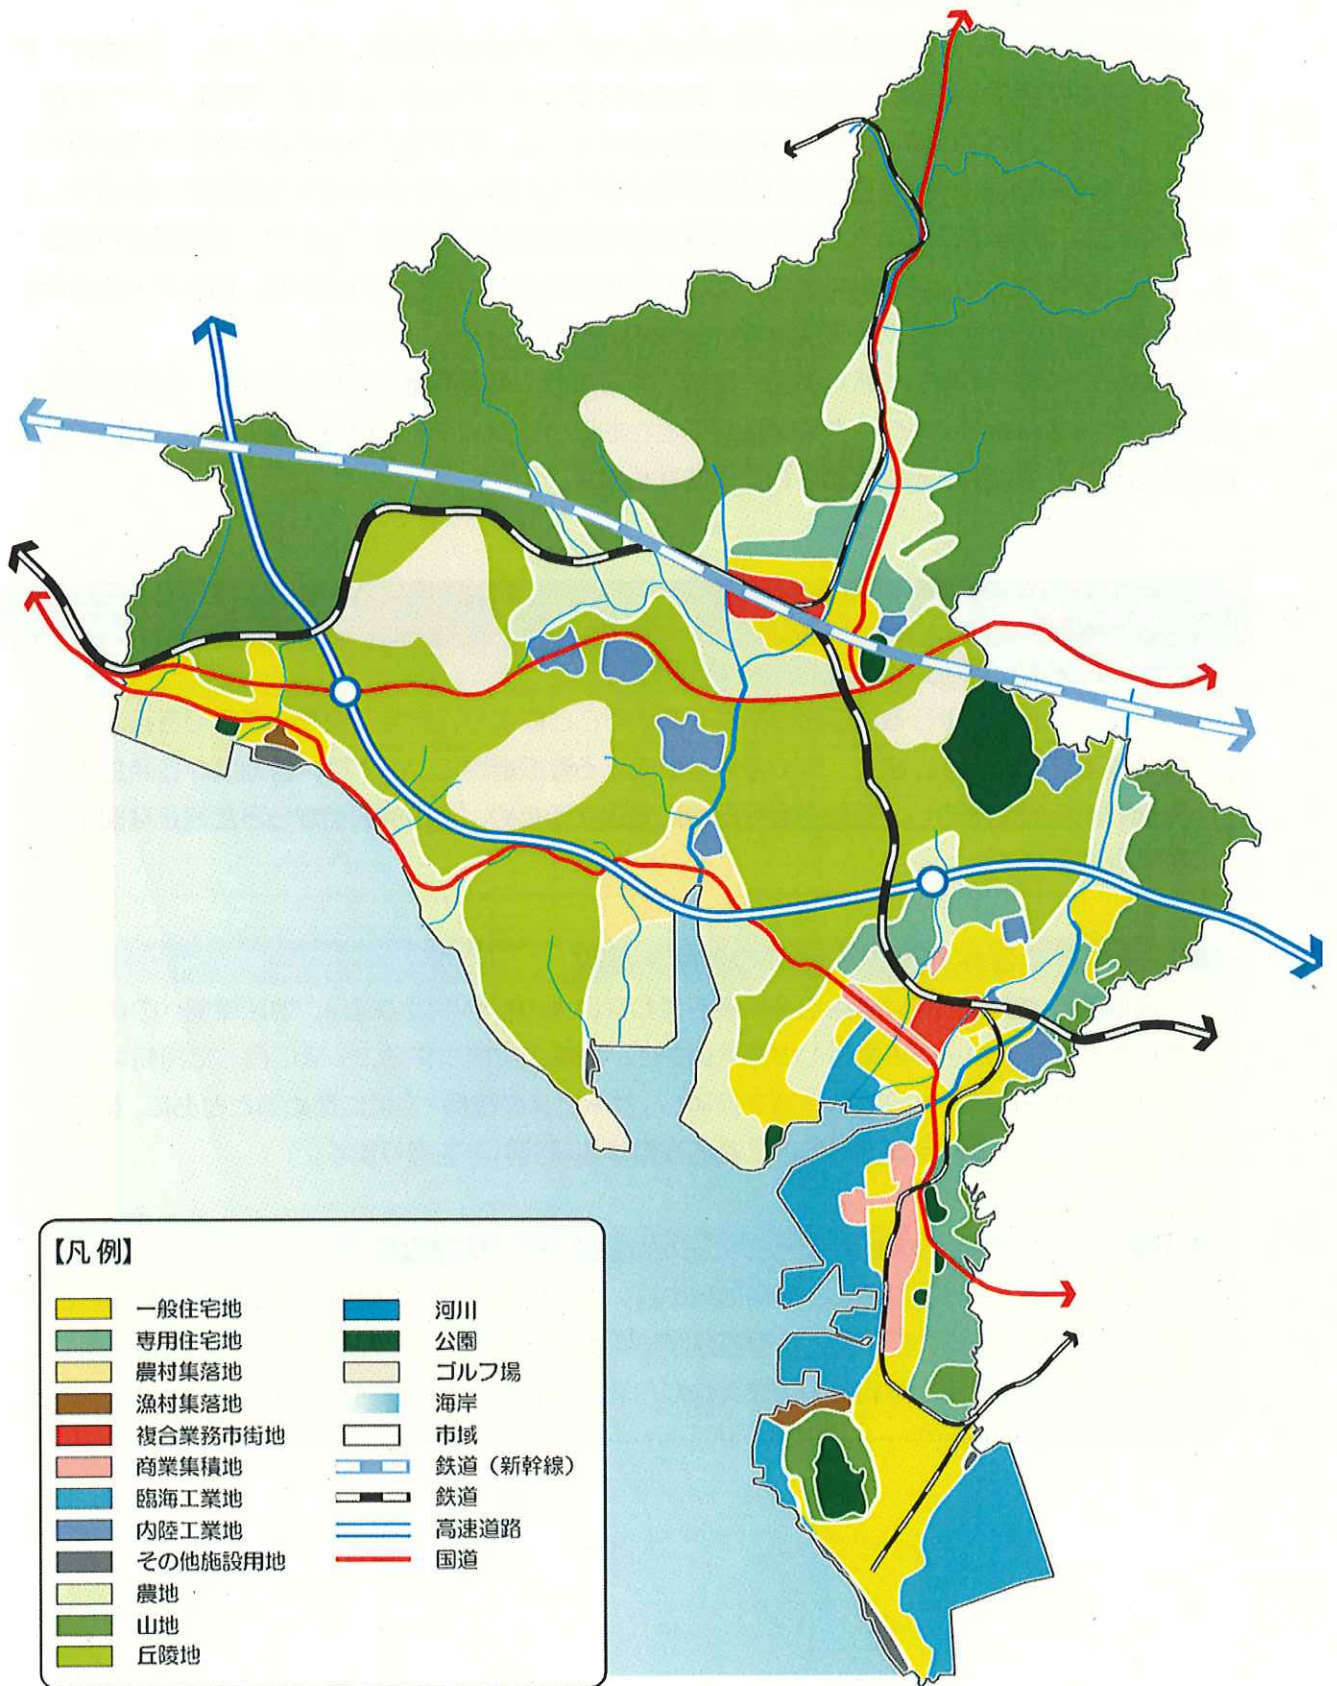 【凡例】
一般住宅地
専用住宅地
農村集落地
漁村集落地
複合業務市街地
商業集積地
臨海工業地
内陸工業地
その他施設用地
農地
山地
丘陵地
河川
公園
ゴルフ場
海岸
市域
鉄道（新幹線）
鉄道
高速道路
国道